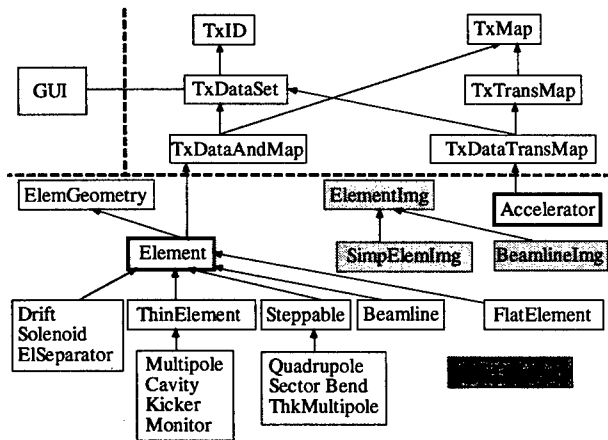 TxID
TxMap
GUI
TxDataSet
TxTransMap
TxDataAndMap
TxDataTransMap
ElemGeometry
ElementImg
Accelerator
Element
SimpElemImg
BeamlineImg
Drift
Solenoid
ElSeparator
ThinElement
Steppable
Beamline
FlatElement
Multipole
Cavity
Kicker
Monitor
Quadrupole
Sector Bend
ThkMultipole